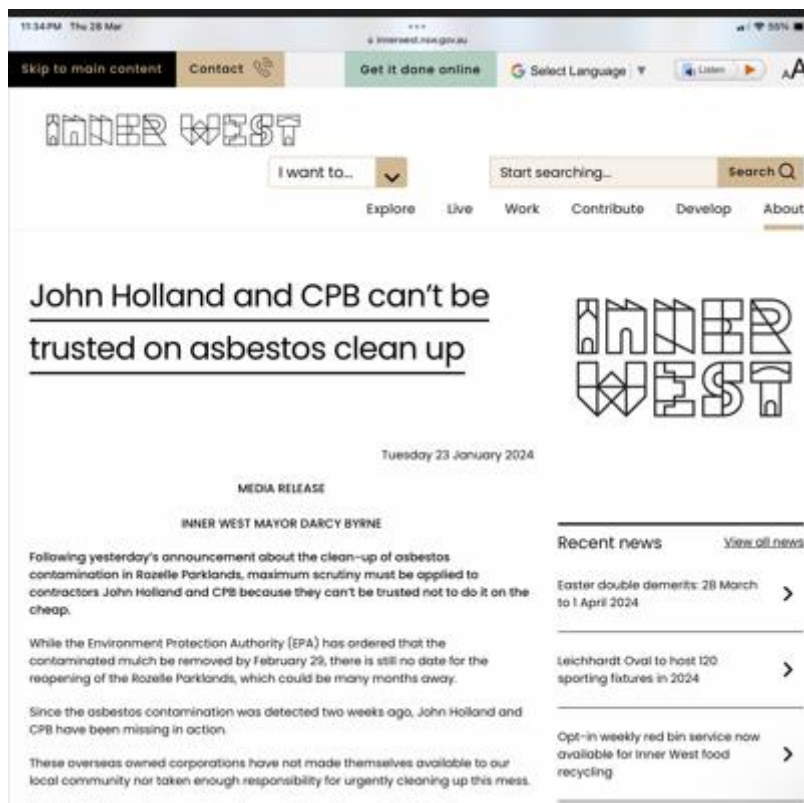 11:34 PM Thu 28 Mar
55%
innerwest.nsw.gov.au
Skip to main content
Contact
Get it done online
G Select Language
Listen
AA
INNER WEST
I want to...
Start searching...
Search
Explore
Live
Work
Contribute
Develop
About
John Holland and CPB can't be
trusted on asbestos clean up
INNER
WEST
Tuesday 23 January 2024
MEDIA RELEASE
INNER WEST MAYOR DARCY BYRNE
Following yesterday's announcement about the clean-up of asbestos
contamination in Rozelle Parklands, maximum scrutiny must be applied to
contractors John Holland and CPB because they can't be trusted not to do it on the
cheap.
While the Environment Protection Authority (EPA) has ordered that the
contaminated mulch be removed by February 29, there is still no date for the
reopening of the Rozelle Parklands, which could be many months away.
Since the asbestos contamination was detected two weeks ago, John Holland and
CPB have been missing in action.
These overseas owned corporations have not made themselves available to our
local community nor taken enough responsibility for urgently cleaning up this mess.
Recent news
View all news
Easter double demerits: 28 March
to 1 April 2024
Leichhardt Oval to host 120
sporting fixtures in 2024
Opt-in weekly red bin service now
available for Inner West food
recycling